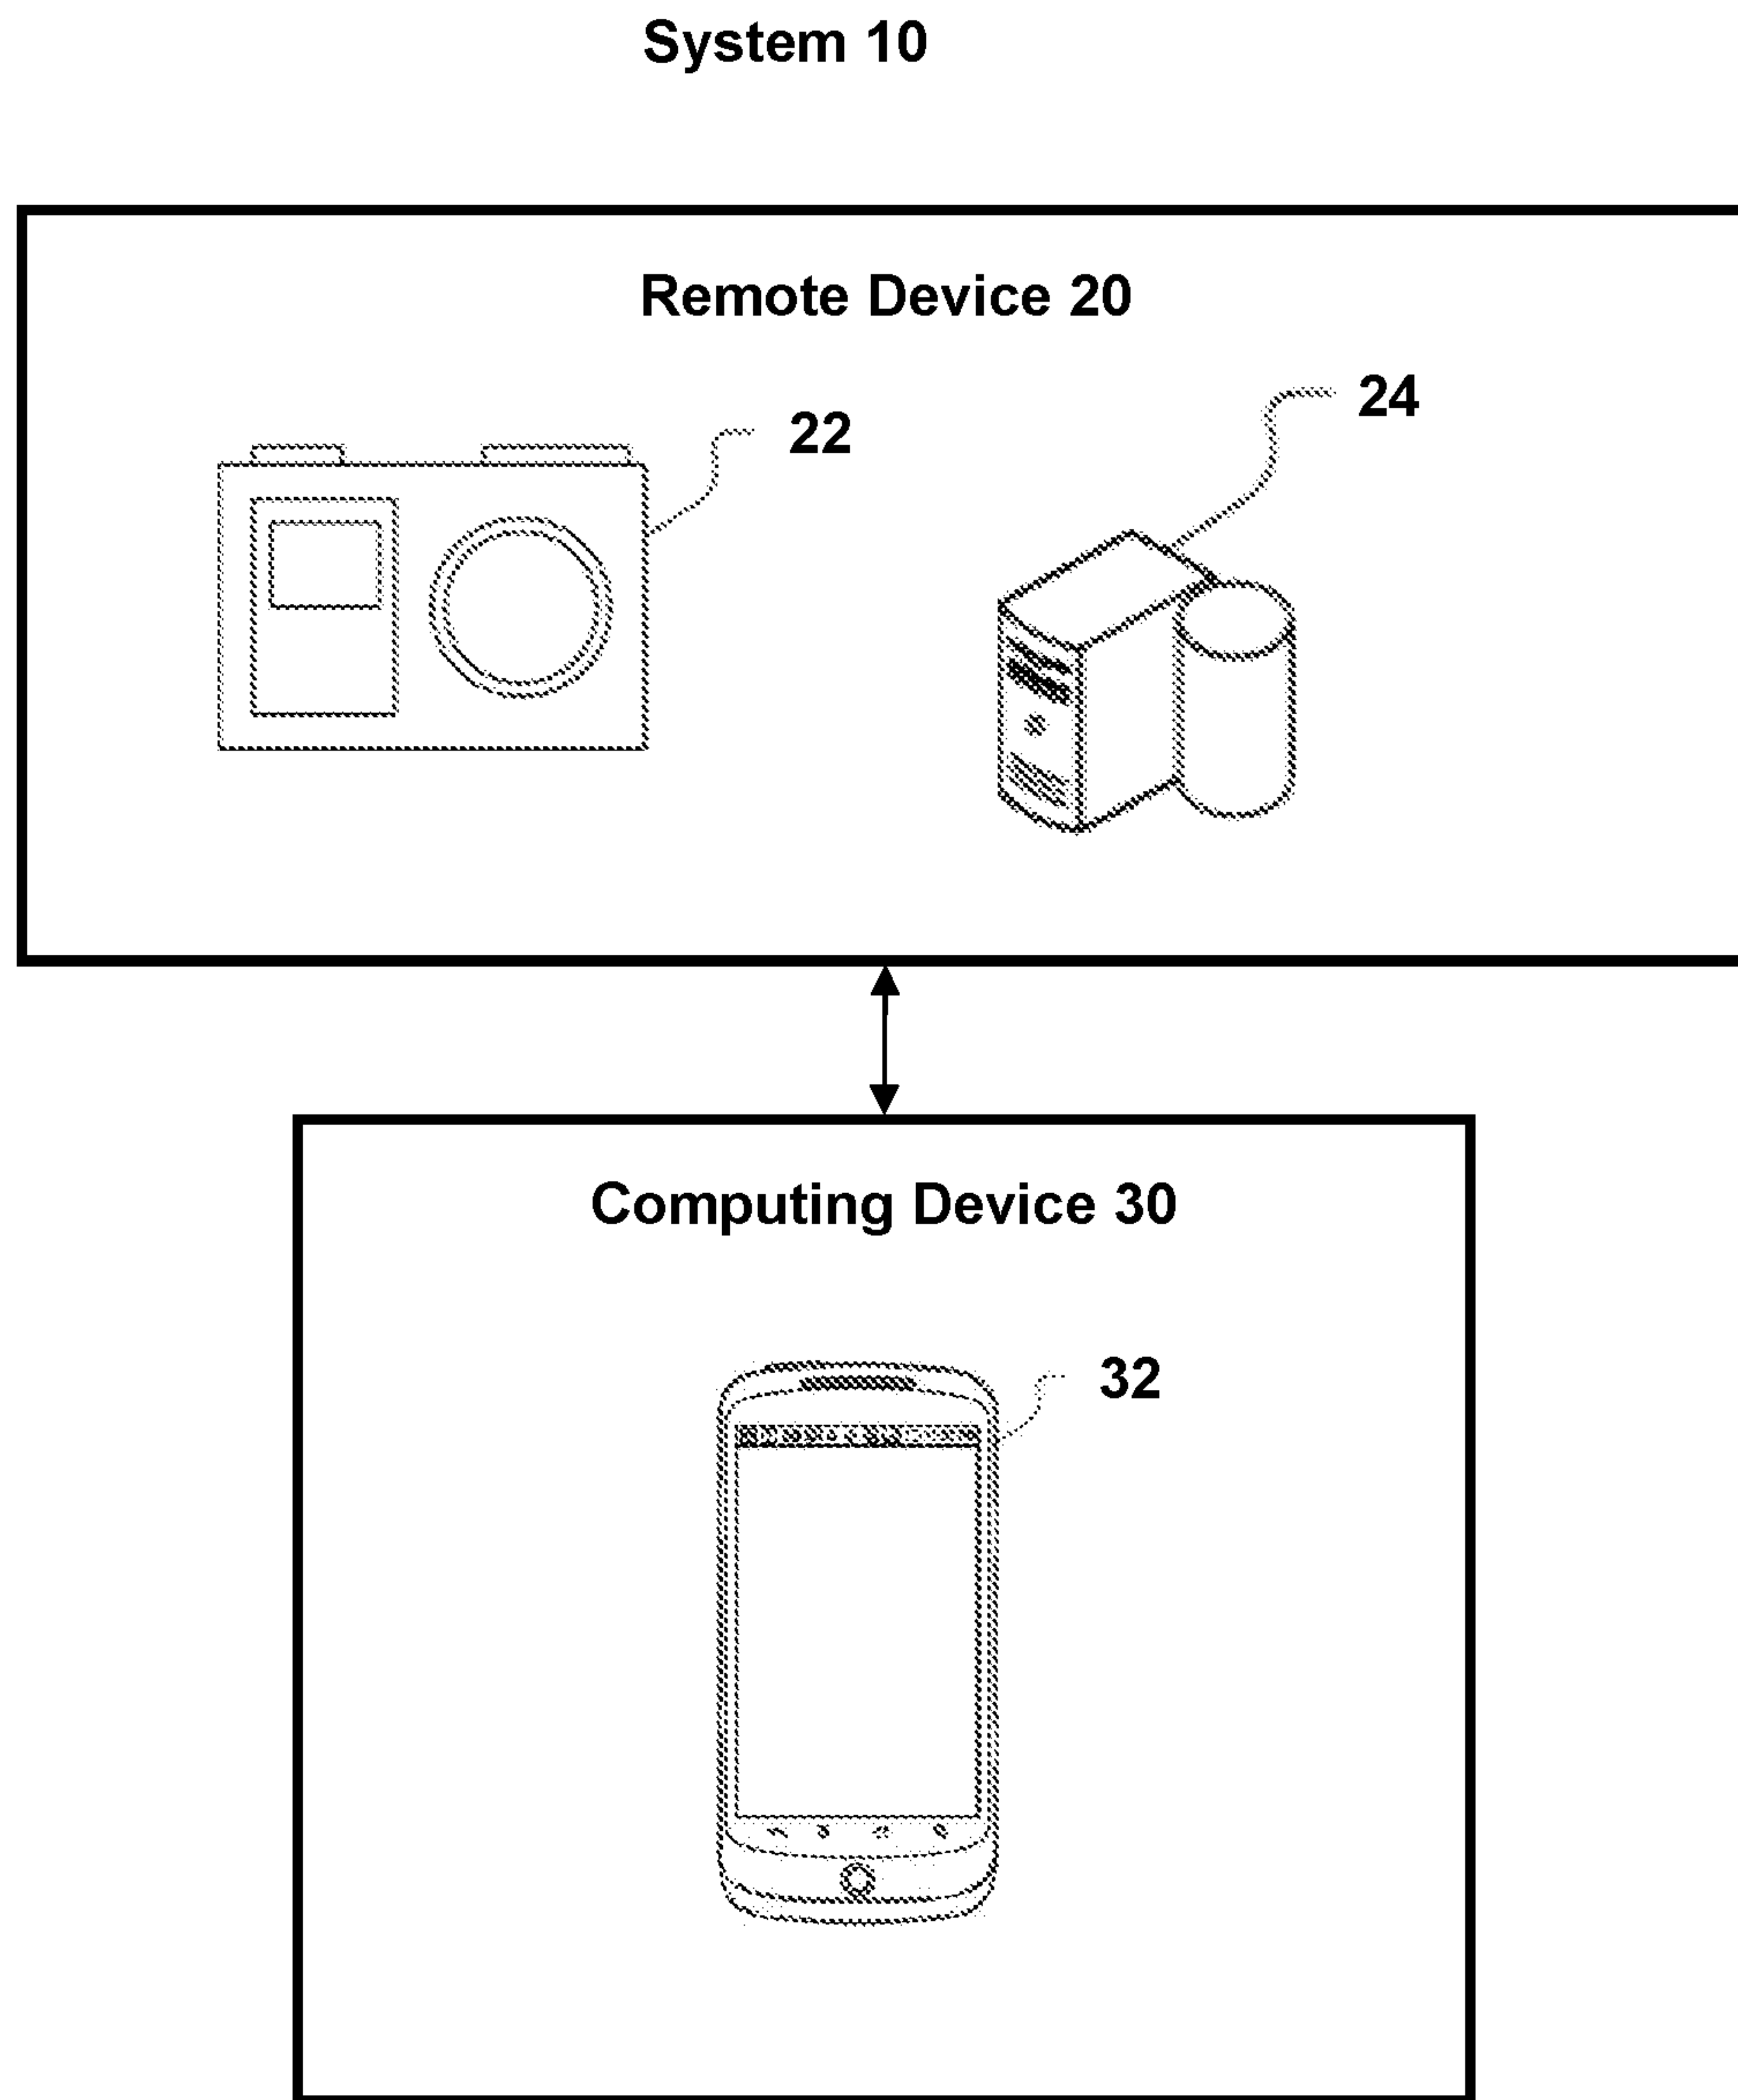 System 10
Remote Device 20
24
22
Computing Device 30
32